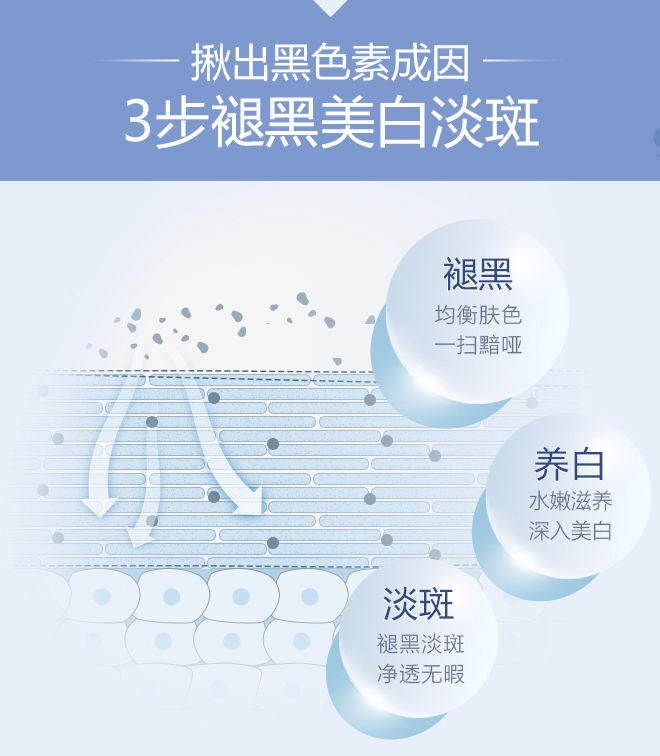 揪出黑色素成因
3步褪黑美白淡斑
褪黑
均衡肤色
一扫黯哑
养白
水嫩滋养
深入美白
淡斑
褪黑淡斑
净透无暇